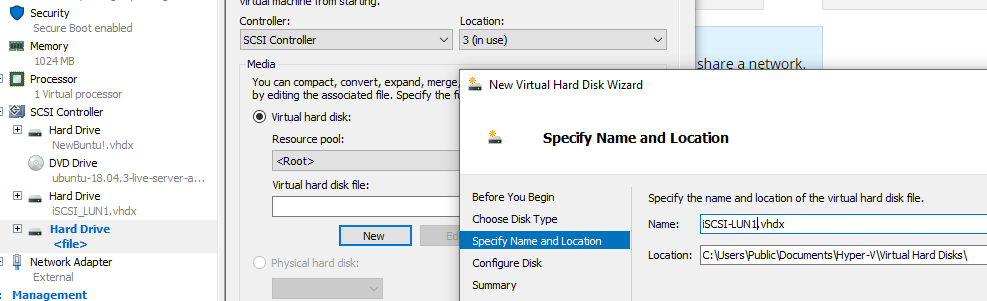 Security
Secure Boot enabled
Memory
1024 MB
Processor
1 Virtual processor
SCSI Controller
Hard Drive
NewBuntu!.vhdx
DVD Drive
ubuntu-18.04.3-live-server-a...
Hard Drive
iSCSI_LUN1.vhdx
Hard Drive
<file>
Network Adapter
External
Management
virtual machine from starting.
Controller:
Location:
SCSI Controller
3 (in use)
Media
You can compact, convert, expand, merge,
by editing the associated file. Specify the fu
Virtual hard disk:
Resource pool:
<Root>
Virtual hard disk file:
New
Ed
Physical hard disk:
share a network.
New Virtual Hard Disk Wizard
Specify Name and Location
Before You Begin
Choose Disk Type
Specify Name and Location
Configure Disk
Summary
Specify the name and location of the virtual hard disk file.
Name:
iSCSI-LUN1.vhdx
Location:
C:\Users\Public\Documents\Hyper-V\Virtual Hard Disks\